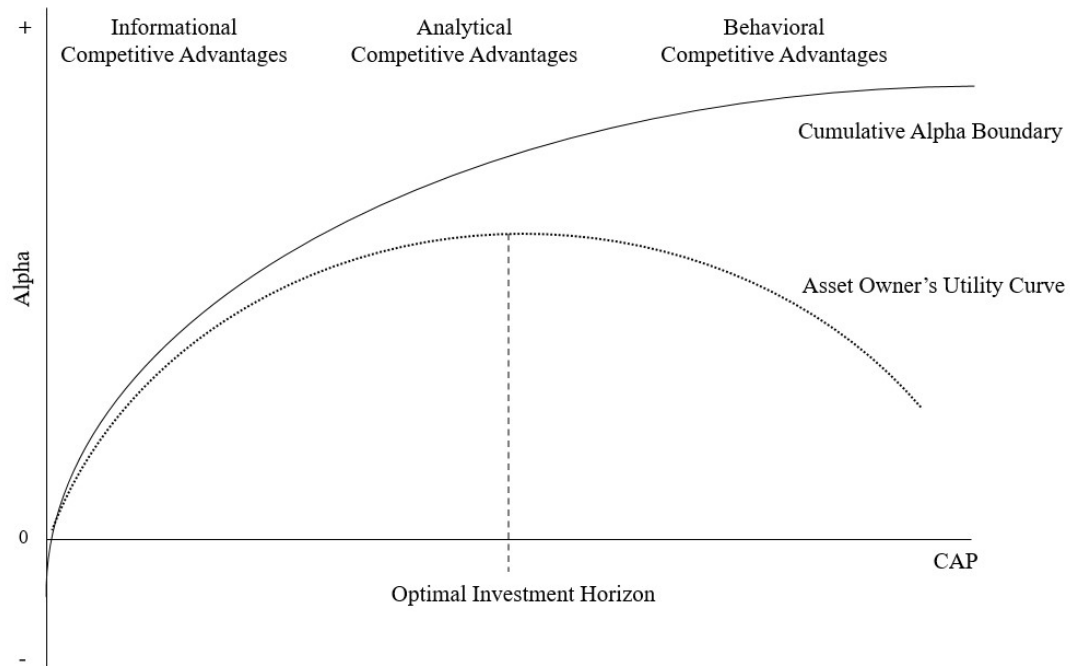 +
Informational
Competitive Advantages
Analytical
Competitive Advantages
Behavioral
Competitive Advantages
Cumulative Alpha Boundary
Alpha
Asset Owner’s Utility Curve
0
CAP
Optimal Investment Horizon
-